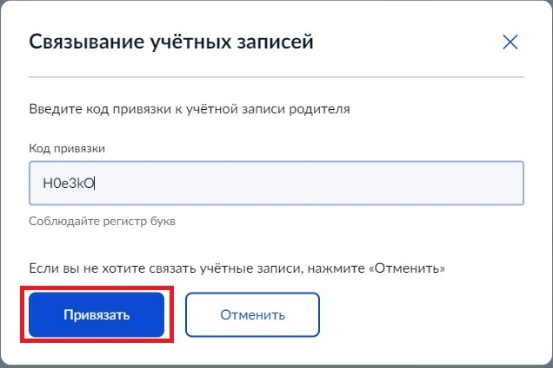 Связывание учётных записей
Введите код привязки к учётной записи родителя
Код привязки
H0e3kO
Соблюдайте регистр букв
Если вы не хотите связать учётные записи, нажмите «Отменить»
Привязать Отменить